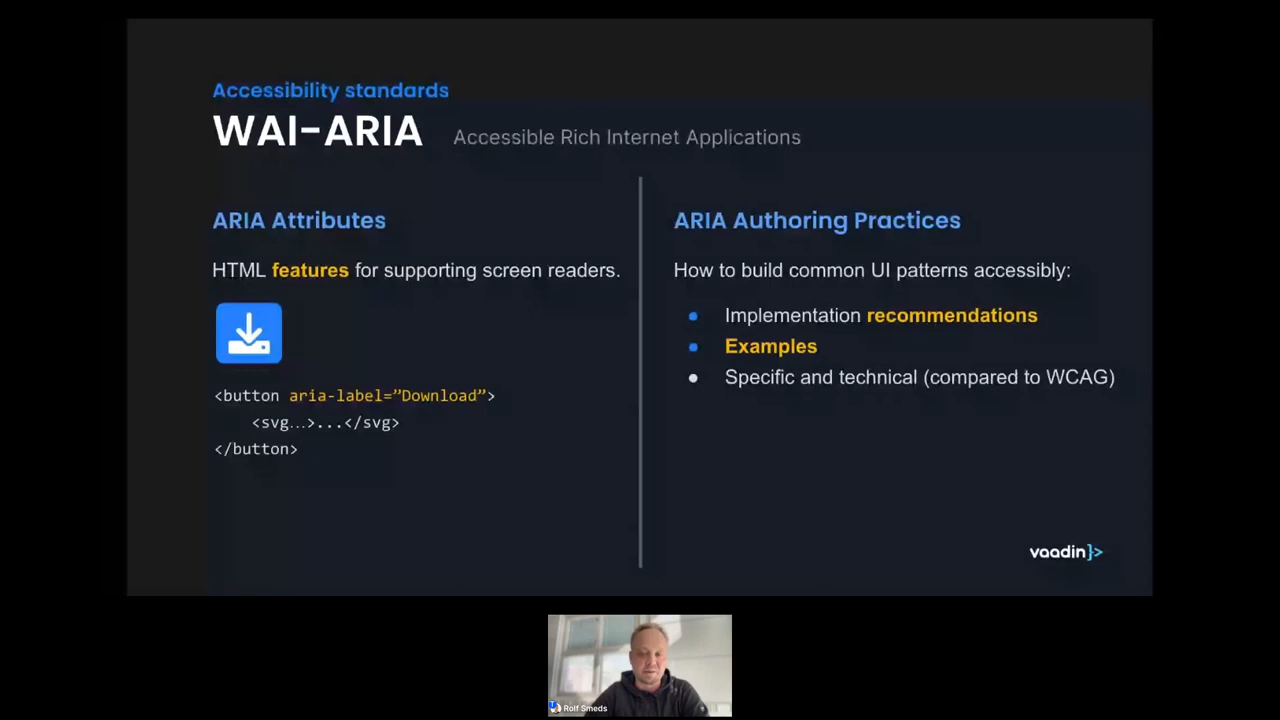 Accessibility standards
WAI-ARIA Accessible Rich Internet Applications
ARIA Attributes
HTML features for supporting screen readers.
<button aria-label=”Download”>
<svg...>...</svg>
</button>
ARIA Authoring Practices
How to build common UI patterns accessibly:
Implementation recommendations
Examples
Specific and technical (compared to WCAG)
vaadin}>
Rolf Smeds